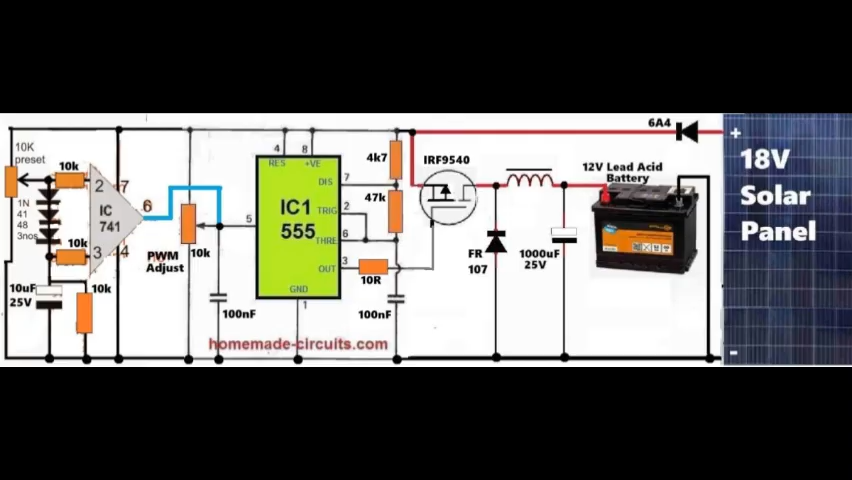 10K
preset
10k
1N
41
48
3nos
2
7
IC
741
6
10k
3
4
10uF
25V
10k
PWM
Adjust
10k
100nF
5
4
8
RES
+VE
IC1
555
DIS
TRIG
THRE
OUT
GND
7
2
6
3
1
4k7
47k
10R
100nF
homemade-circuits.com
IRF9540
FR
107
1000uF
25V
12V Lead Acid
Battery
6A4
+
18V
Solar
Panel
-